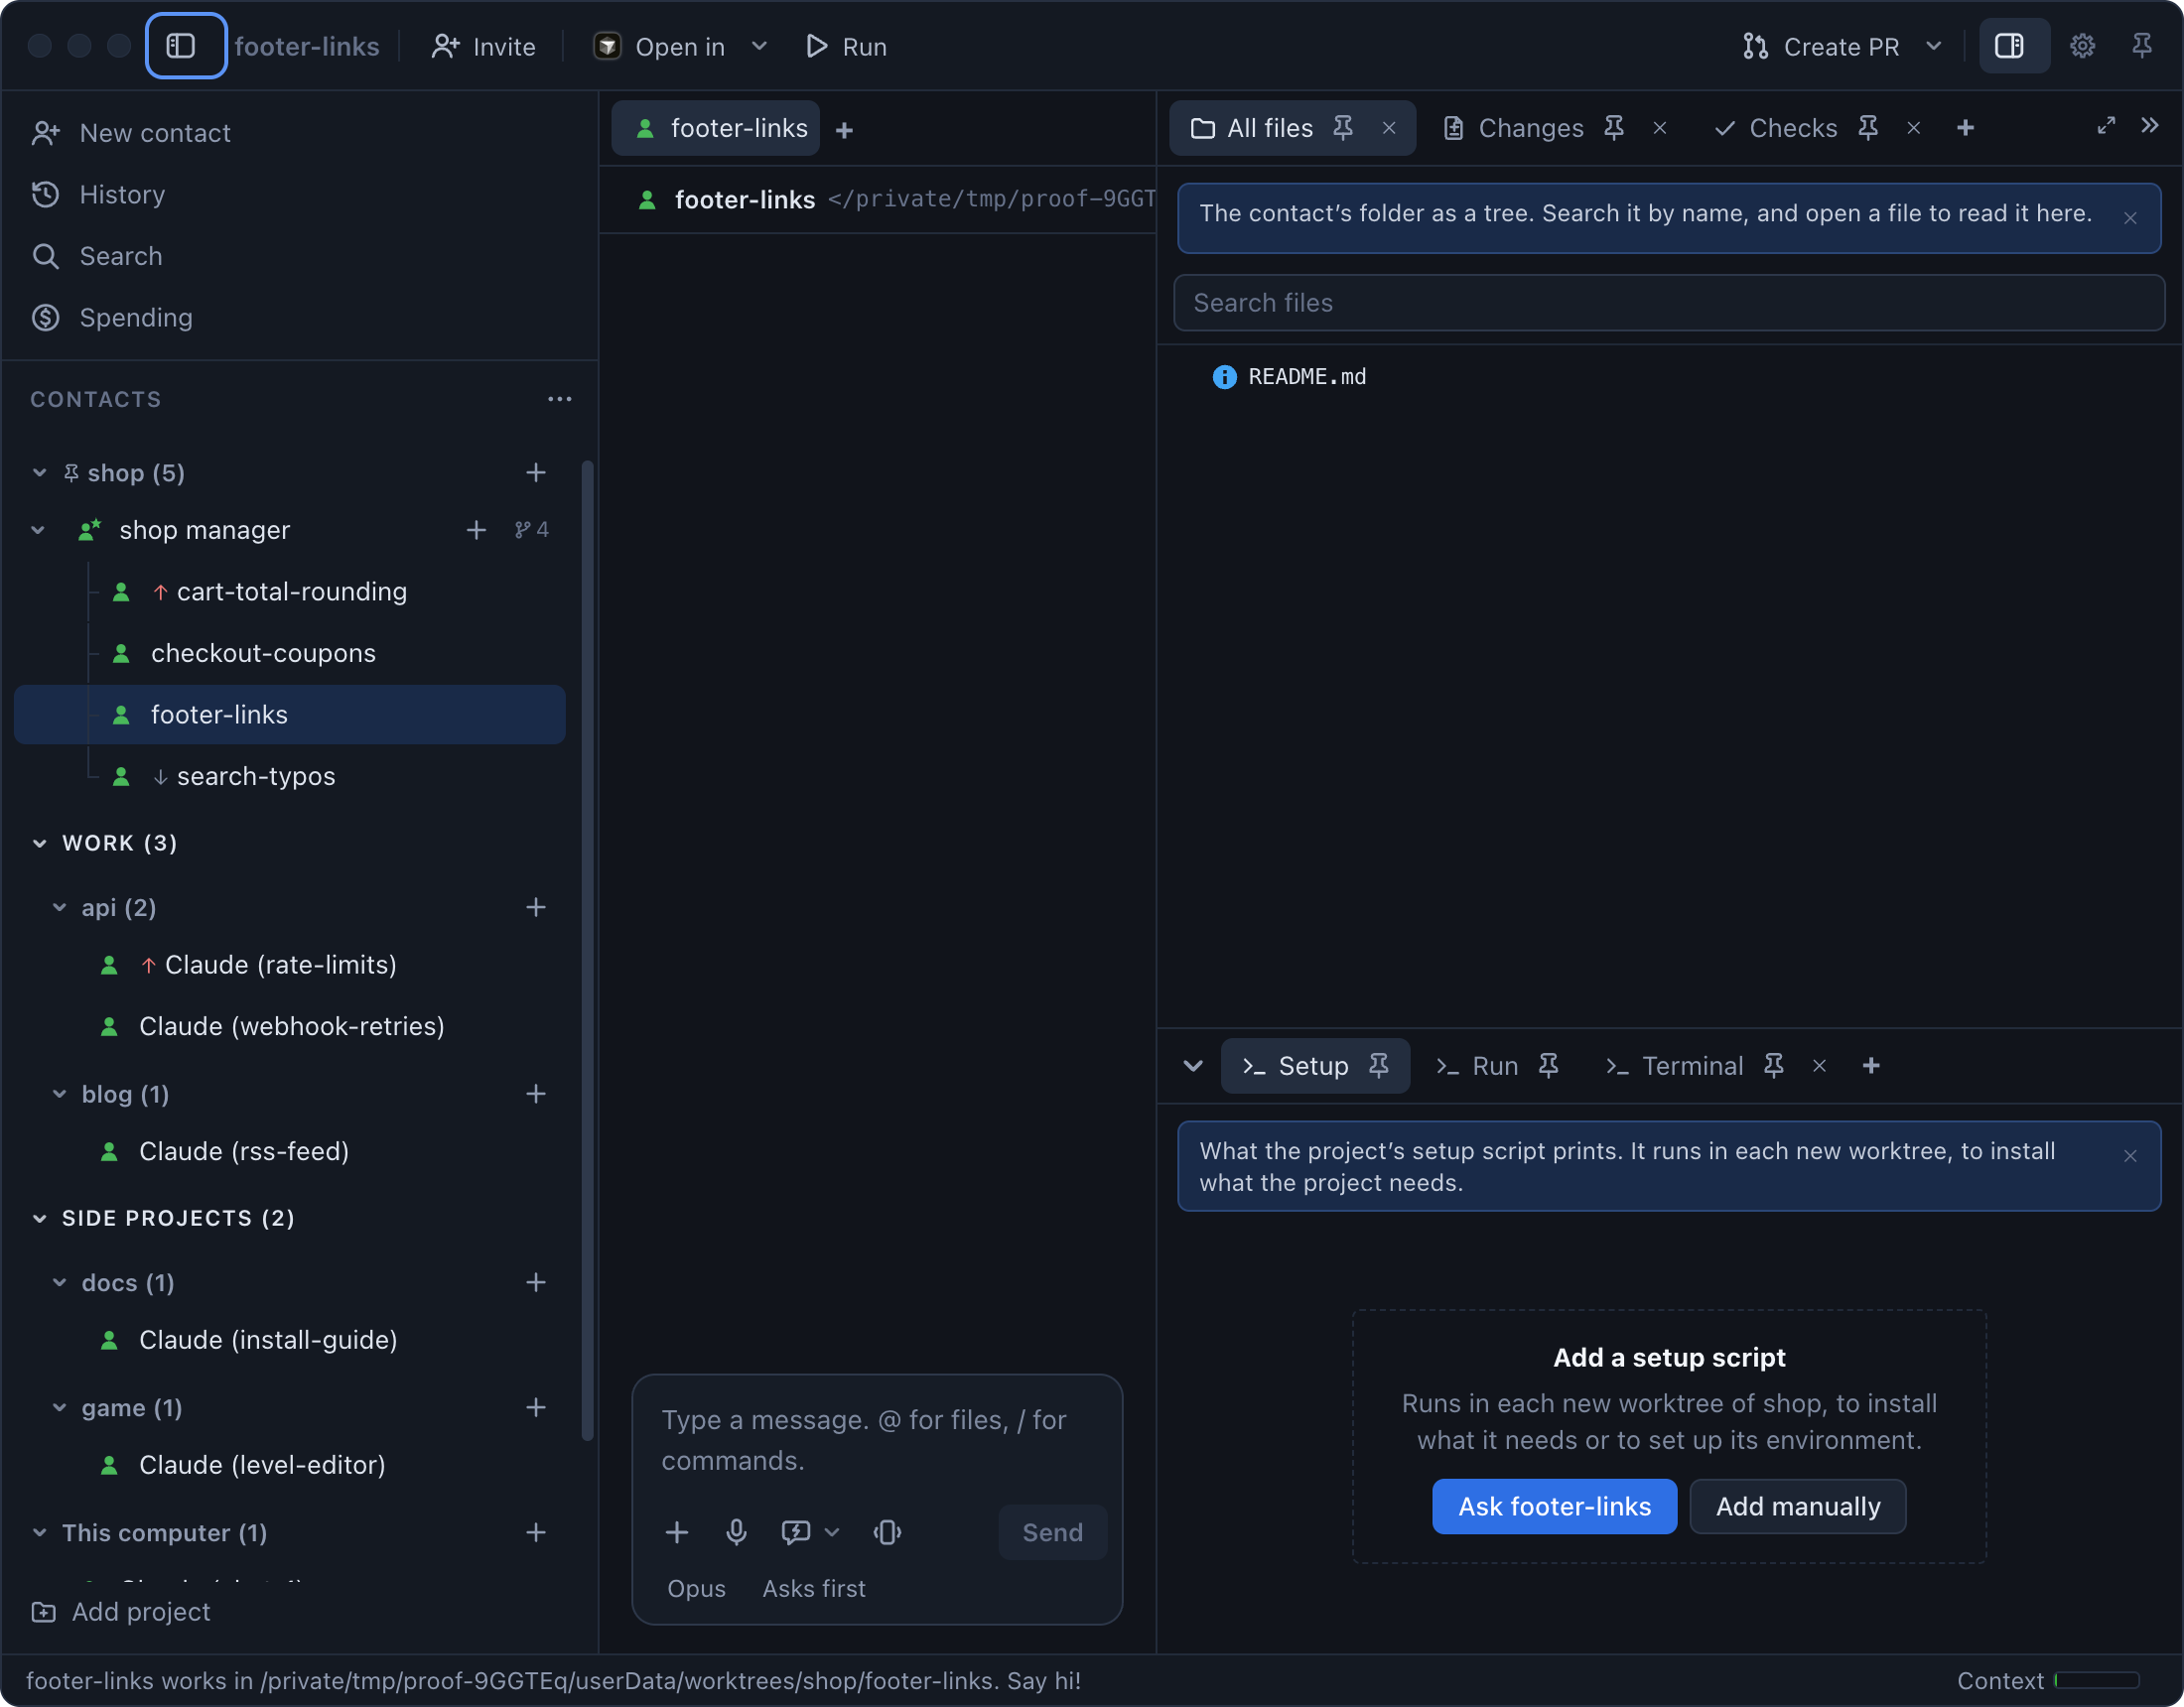 footer-links
Invite
Open in
Run
Create PR
New contact
History
Search
Spending
CONTACTS
shop (5)
shop manager
4
↑ cart-total-rounding
checkout-coupons
footer-links
↓ search-typos
WORK (3)
api (2)
↑ Claude (rate-limits)
Claude (webhook-retries)
blog (1)
Claude (rss-feed)
SIDE PROJECTS (2)
docs (1)
Claude (install-guide)
game (1)
Claude (level-editor)
This computer (1)
Add project
footer-links
footer-links </private/tmp/proof-9GGT
Type a message. @ for files, / for
commands.
Send
Opus
Asks first
All files
Changes
Checks
The contact’s folder as a tree. Search it by name, and open a file to read it here.
Search files
README.md
Setup
Run
Terminal
What the project’s setup script prints. It runs in each new worktree, to install
what the project needs.
Add a setup script
Runs in each new worktree of shop, to install
what it needs or to set up its environment.
Ask footer-links
Add manually
footer-links works in /private/tmp/proof-9GGTEq/userData/worktrees/shop/footer-links. Say hi!
Context